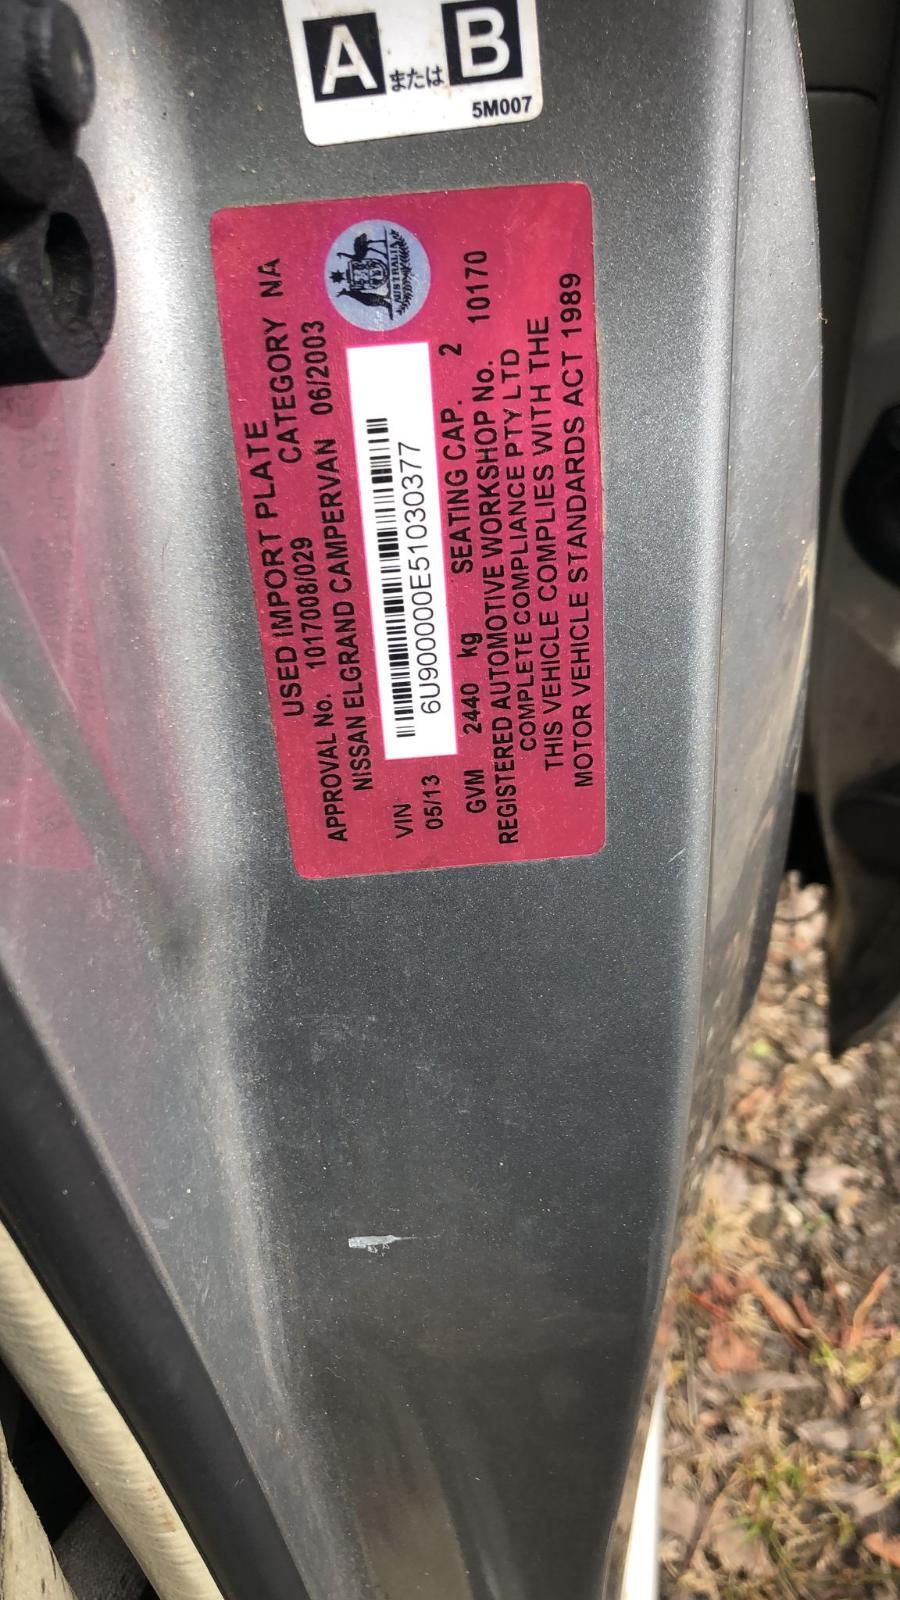 A または B
5M007
USED IMPORT PLATE
CATEGORY NA
APPROVAL No. 1017008/029
NISSAN ELGRAND CAMPERVAN 06/2003
AUSTRALIA
VIN 6U900000E51030377
05/13
GVM 2440 kg SEATING CAP. 2
REGISTERED AUTOMOTIVE WORKSHOP No. 10170
COMPLETE COMPLIANCE PTY LTD
THIS VEHICLE COMPLIES WITH THE
MOTOR VEHICLE STANDARDS ACT 1989